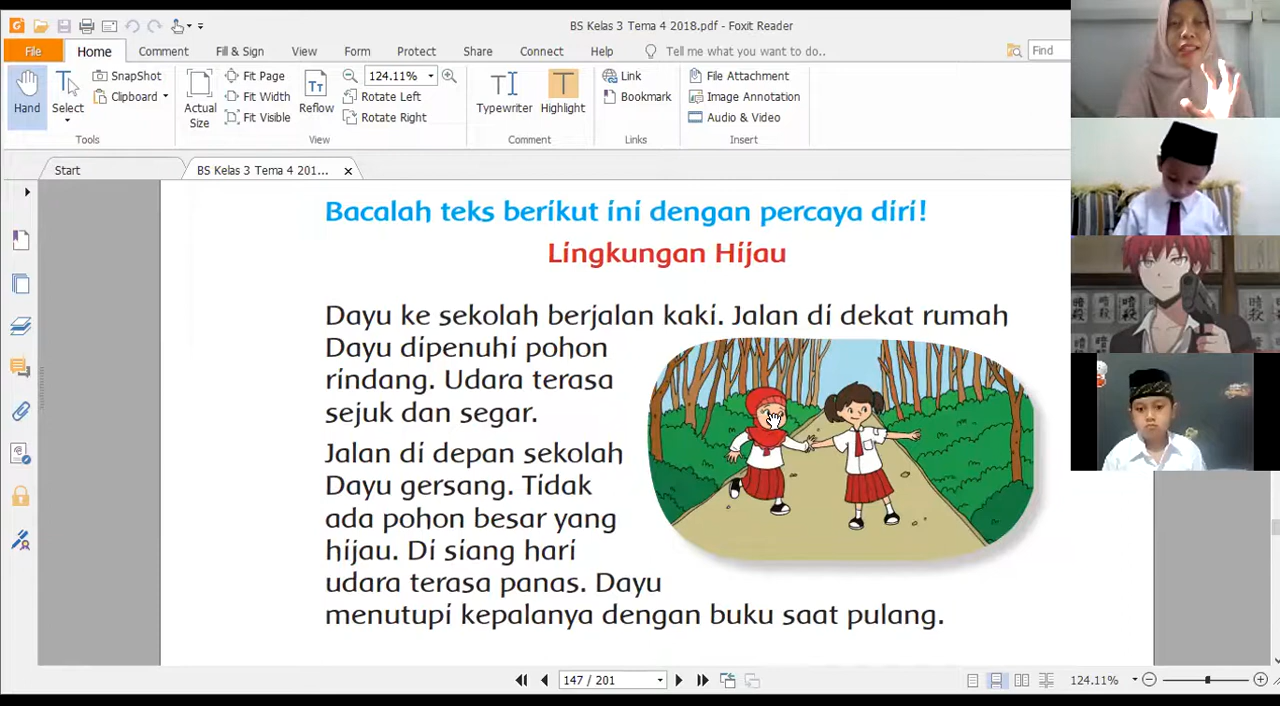 BS Kelas 3 Tema 4 2018.pdf - Foxit Reader
File Home Comment Fill & Sign View Form Protect Share Connect Help Tell me what you want to do.. Find
Hand
Select
SnapShot
Clipboard
Tools
Actual Size
Fit Page
Fit Width
Fit Visible
Reflow
124.11%
Rotate Left
Rotate Right
View
Typewriter
Highlight
Comment
Link
Bookmark
Links
File Attachment
Image Annotation
Audio & Video
Insert
Start
BS Kelas 3 Tema 4 201...
Bacalah teks berikut ini dengan percaya diri!
Lingkungan Hijau
Dayu ke sekolah berjalan kaki. Jalan di dekat rumah
Dayu dipenuhi pohon
rindang. Udara terasa
sejuk dan segar.
Jalan di depan sekolah
Dayu gersang. Tidak
ada pohon besar yang
hijau. Di siang hari
udara terasa panas. Dayu
menutupi kepalanya dengan buku saat pulang.
147 / 201
124.11%